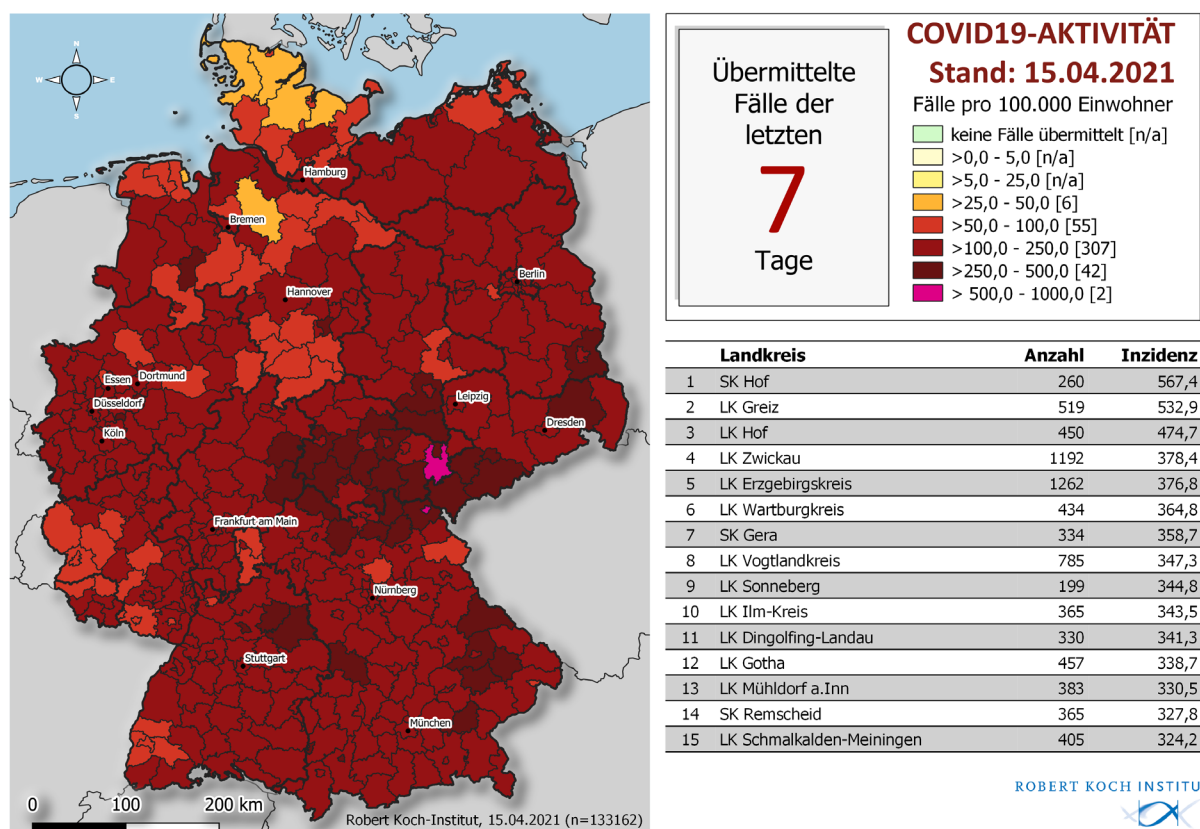 N
W
E
S
Hamburg
Bremen
Berlin
Hannover
Essen
Dortmund
Düsseldorf
Leipzig
Köln
Dresden
Frankfurt am Main
Nürnberg
Stuttgart
München
0 100 200 km
Robert Koch-Institut, 15.04.2021 (n=133162)
Übermittelte
Fälle der
letzten
7
Tage
COVID19-AKTIVITÄT
Stand: 15.04.2021
Fälle pro 100.000 Einwohner
keine Fälle übermittelt [n/a]
>0,0 - 5,0 [n/a]
>5,0 - 25,0 [n/a]
>25,0 - 50,0 [6]
>50,0 - 100,0 [55]
>100,0 - 250,0 [307]
>250,0 - 500,0 [42]
> 500,0 - 1000,0 [2]
Landkreis Anzahl Inzidenz
1 SK Hof 260 567,4
2 LK Greiz 519 532,9
3 LK Hof 450 474,7
4 LK Zwickau 1192 378,4
5 LK Erzgebirgskreis 1262 376,8
6 LK Wartburgkreis 434 364,8
7 SK Gera 334 358,7
8 LK Vogtlandkreis 785 347,3
9 LK Sonneberg 199 344,8
10 LK Ilm-Kreis 365 343,5
11 LK Dingolfing-Landau 330 341,3
12 LK Gotha 457 338,7
13 LK Mühldorf a.Inn 383 330,5
14 SK Remscheid 365 327,8
15 LK Schmalkalden-Meiningen 405 324,2
ROBERT KOCH INSTITU